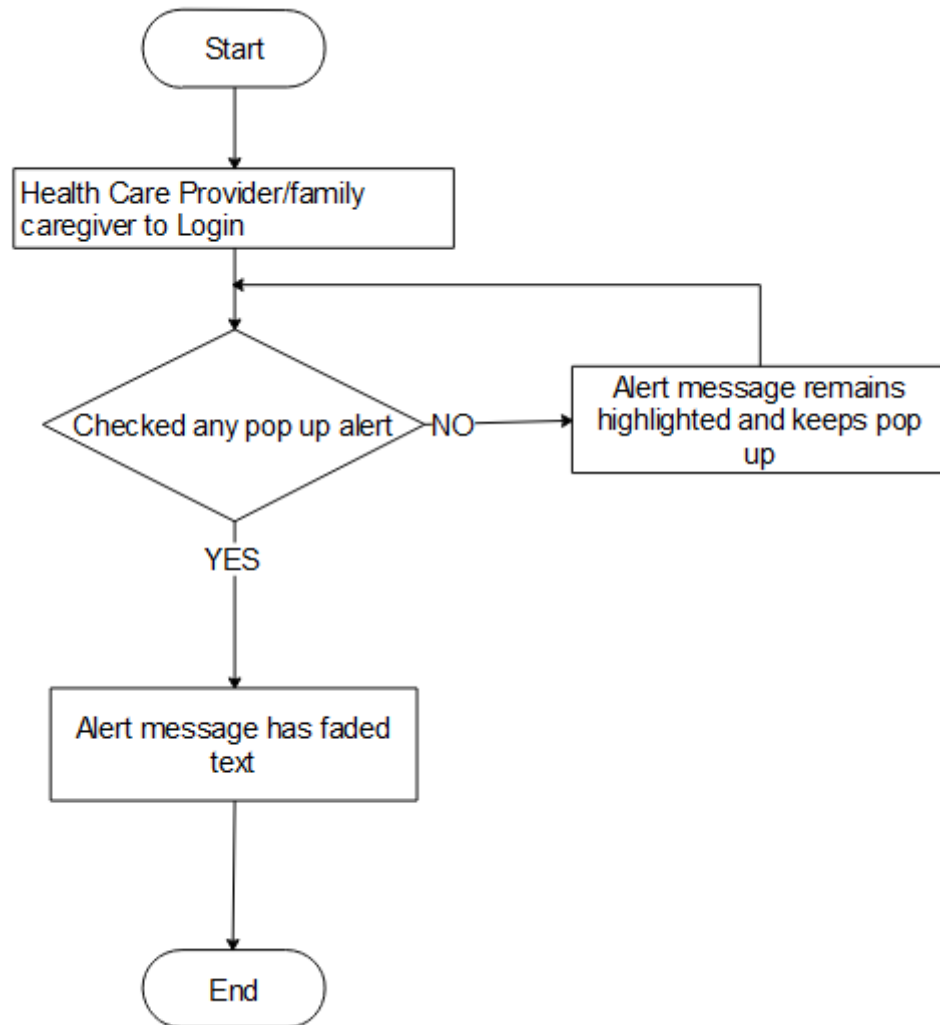 Start
Health Care Provider/family
caregiver to Login
Checked any pop up alert
NO
Alert message remains
highlighted and keeps pop
up
YES
Alert message has faded
text
End